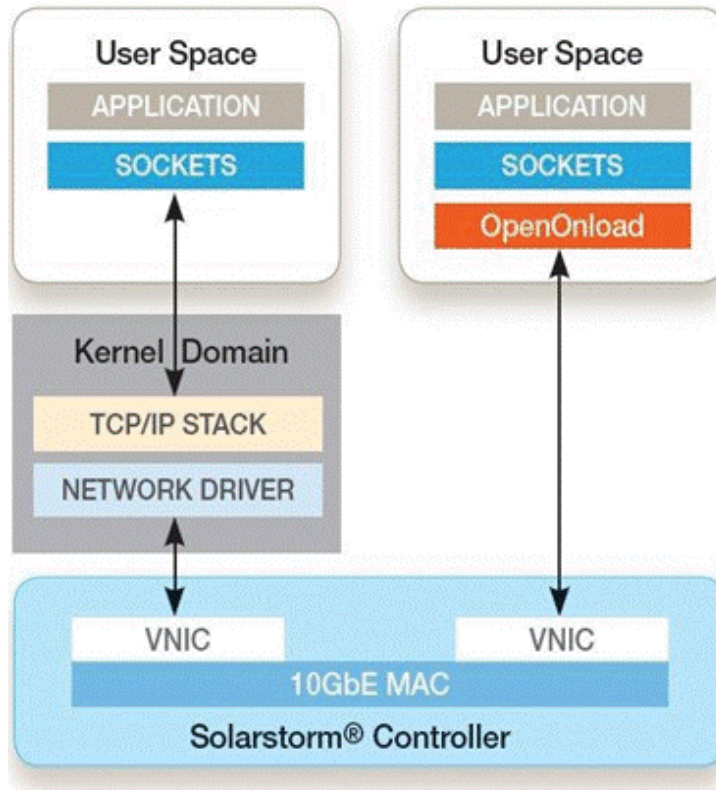 User Space
APPLICATION
SOCKETS
User Space
APPLICATION
SOCKETS
OpenOnload
Kernel Domain
TCP/IP STACK
NETWORK DRIVER
VNIC
VNIC
10GbE MAC
Solarstorm® Controller